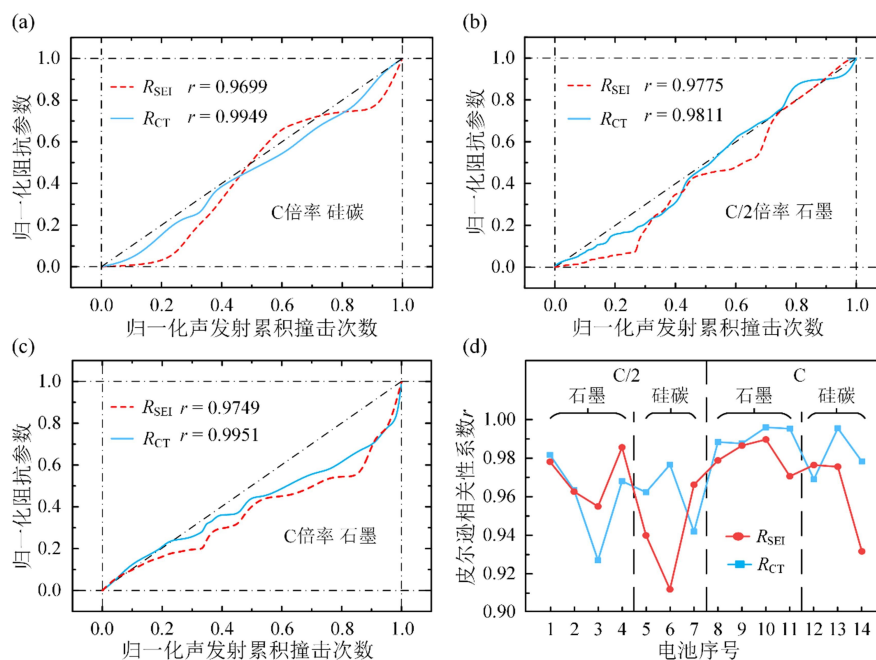 (a)
归一化阻抗参数
1.0
0.8
0.6
0.4
0.2
0.0
R_SEI r = 0.9699
R_CT r = 0.9949
C倍率 硅碳
0.0 0.2 0.4 0.6 0.8 1.0
归一化声发射累积撞击次数
(b)
归一化阻抗参数
1.0
0.8
0.6
0.4
0.2
0.0
R_SEI r = 0.9775
R_CT r = 0.9811
C/2倍率 石墨
0.0 0.2 0.4 0.6 0.8 1.0
归一化声发射累积撞击次数
(c)
归一化阻抗参数
1.0
0.8
0.6
0.4
0.2
0.0
R_SEI r = 0.9749
R_CT r = 0.9951
C倍率 石墨
0.0 0.2 0.4 0.6 0.8 1.0
归一化声发射累积撞击次数
(d)
皮尔逊相关性系数r
C/2 C
石墨 硅碳 石墨 硅碳
1.00
0.98
0.96
0.94
0.92
0.90
R_SEI
R_CT
1 2 3 4 5 6 7 8 9 10 11 12 13 14
电池序号